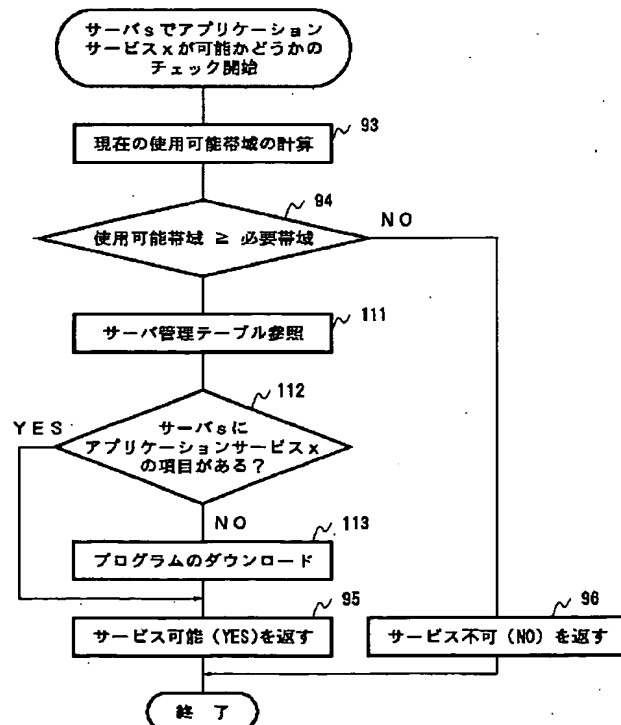 サーバsでアプリケーション
サービスxが可能かどうかの
チェック開始
93
現在の使用可能帯域の計算
94
使用可能帯域 ≧ 必要帯域
NO
111
サーバ管理テーブル参照
112
YES
サーバsに
アプリケーションサービスx
の項目がある?
NO
113
プログラムのダウンロード
95
サービス可能(YES)を返す
96
サービス不可(NO)を返す
終 了